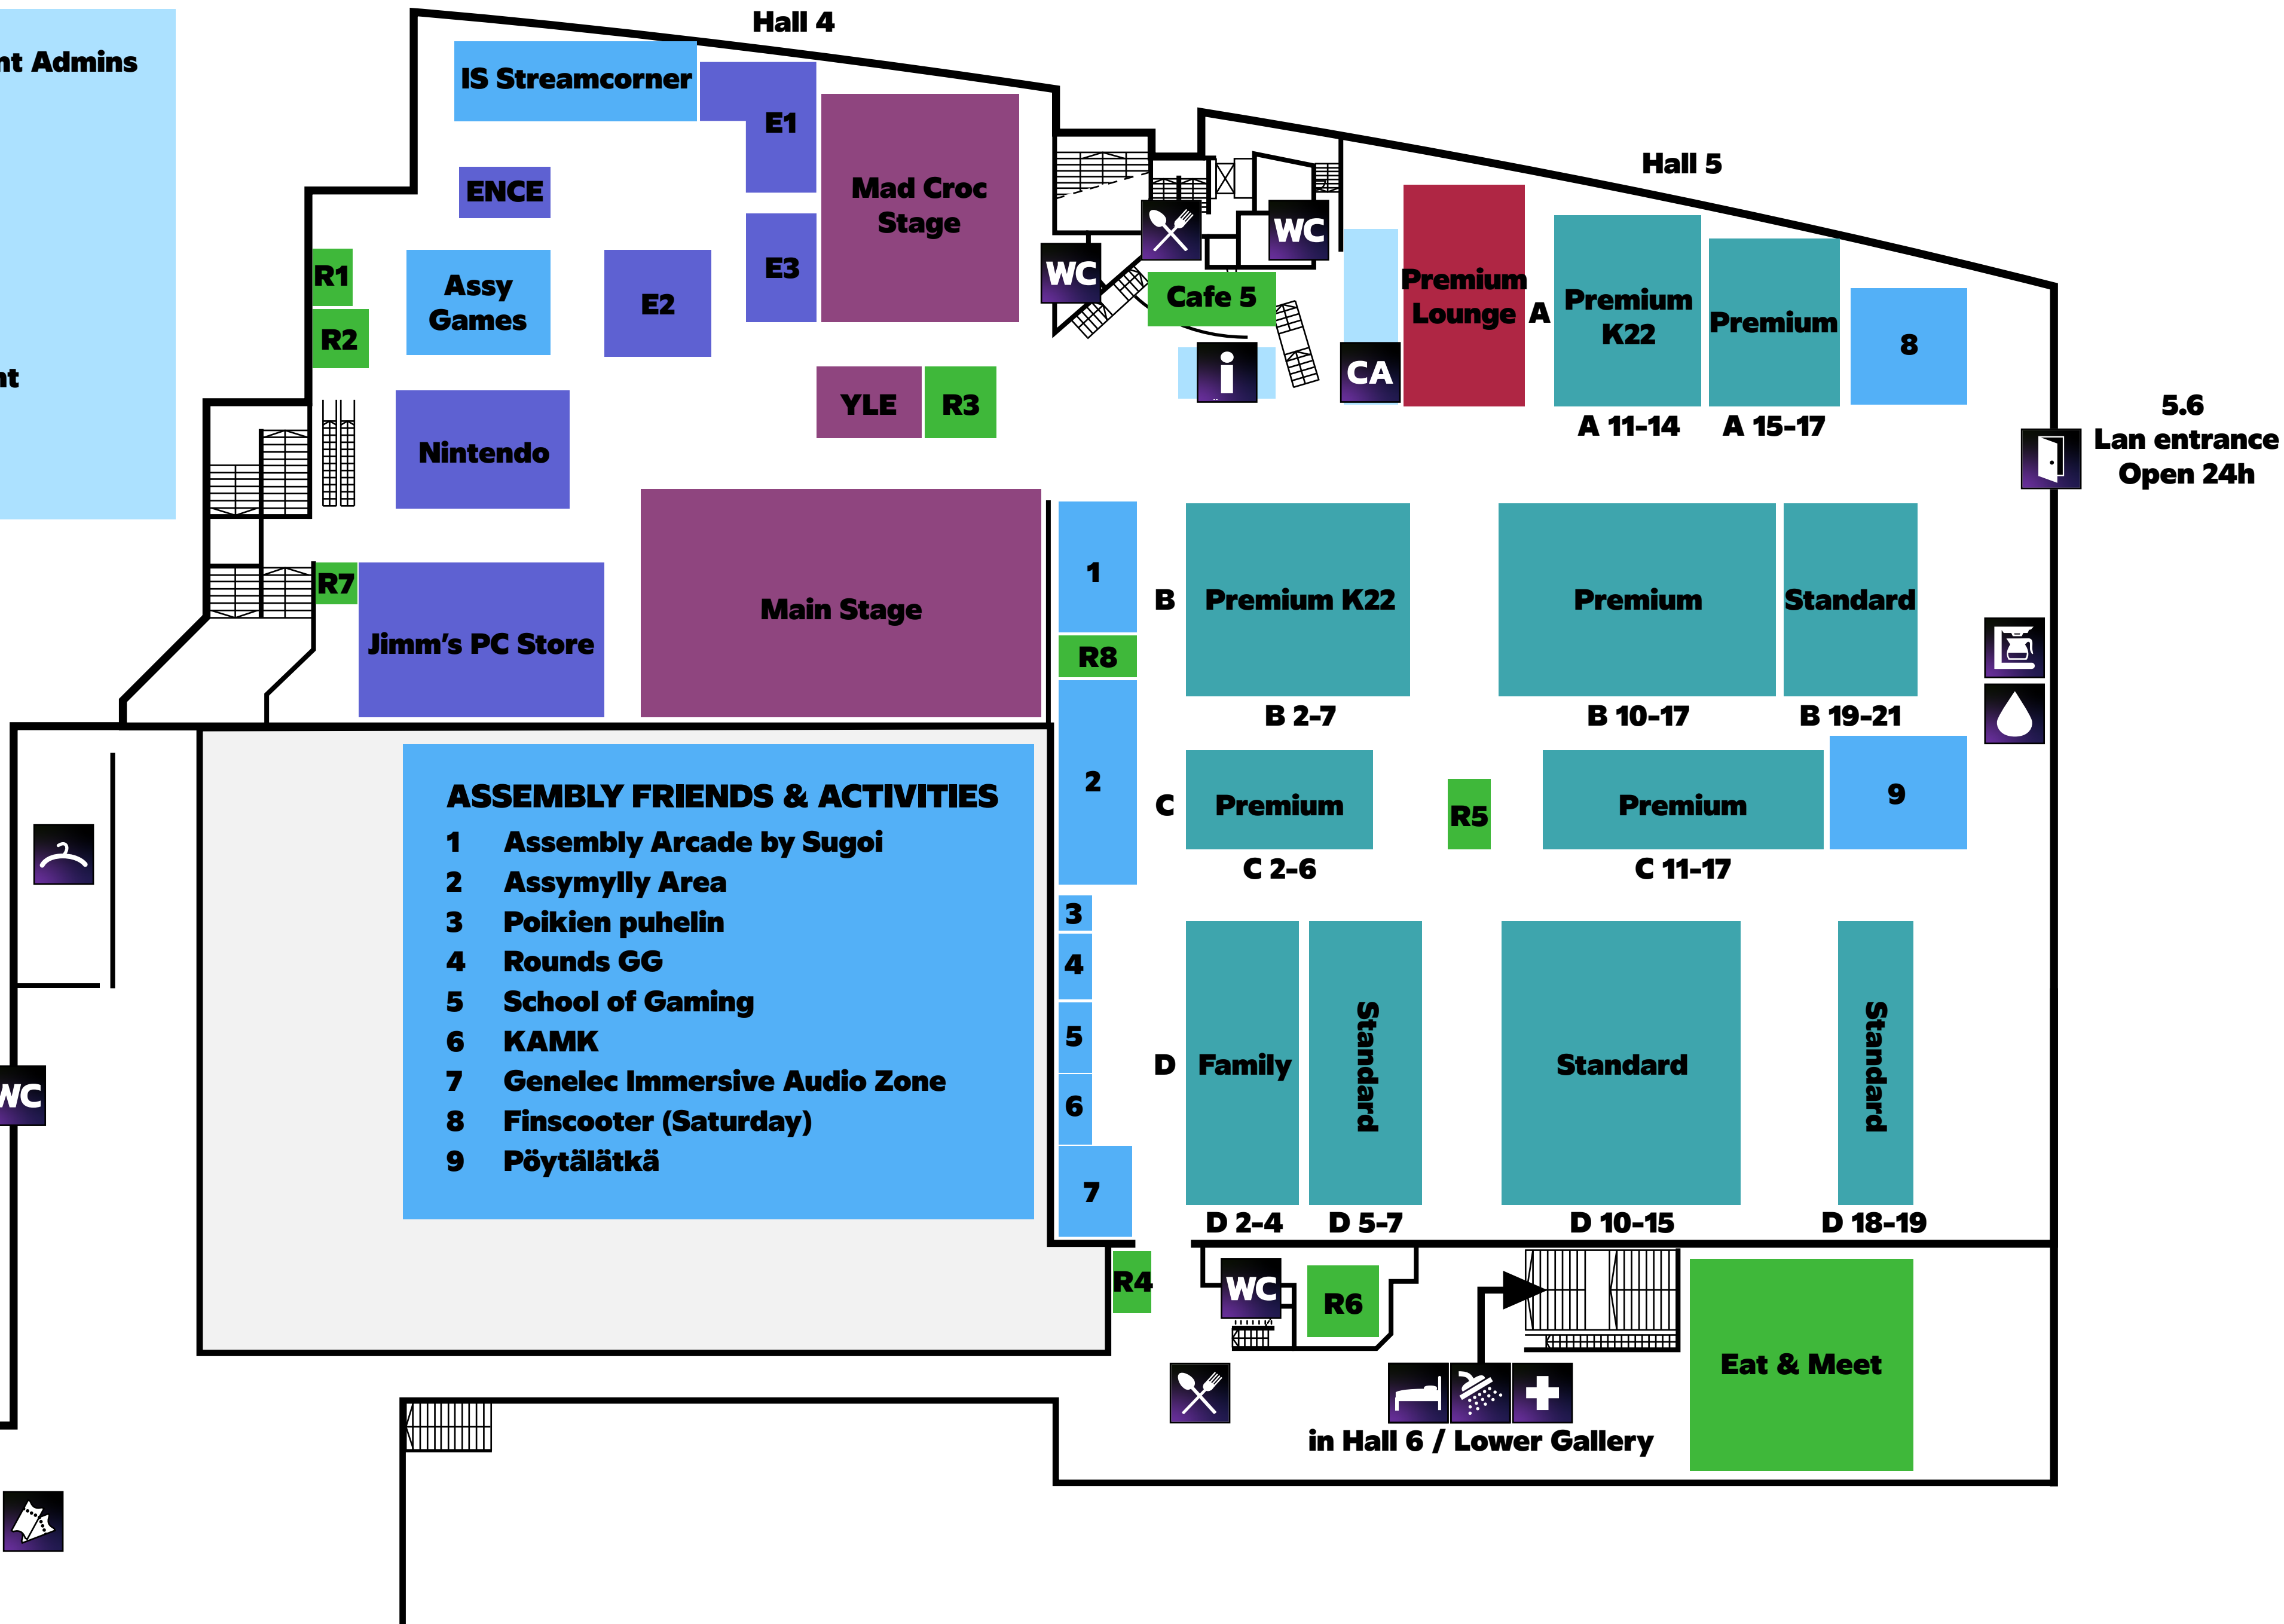 Hall 4
nt Admins
IS Streamcorner
E1
Hall 5
ENCE
Mad Croc
Stage
WC
WC
R1
Assy
Games
E2
E3
Cafe 5
Premium
Lounge
A
Premium
K22
Premium
8
R2
i
CA
nt
YLE
R3
A 11-14
A 15-17
5.6
Lan entrance
Open 24h
Nintendo
R7
Jimm's PC Store
Main Stage
1
R8
B
Premium K22
Premium
Standard
B 2-7
B 10-17
B 19-21
2
C
Premium
R5
Premium
9
C 2-6
C 11-17
ASSEMBLY FRIENDS & ACTIVITIES
1 Assembly Arcade by Sugoi
2 Assymylly Area
3 Poikien puhelin
4 Rounds GG
5 School of Gaming
6 KAMK
7 Genelec Immersive Audio Zone
8 Finscooter (Saturday)
9 Pöytälätkä
3
4
5
6
7
D
Family
Standard
Standard
Standard
D 2-4
D 5-7
D 10-15
D 18-19
WC
R4
WC
R6
Eat & Meet
in Hall 6 / Lower Gallery